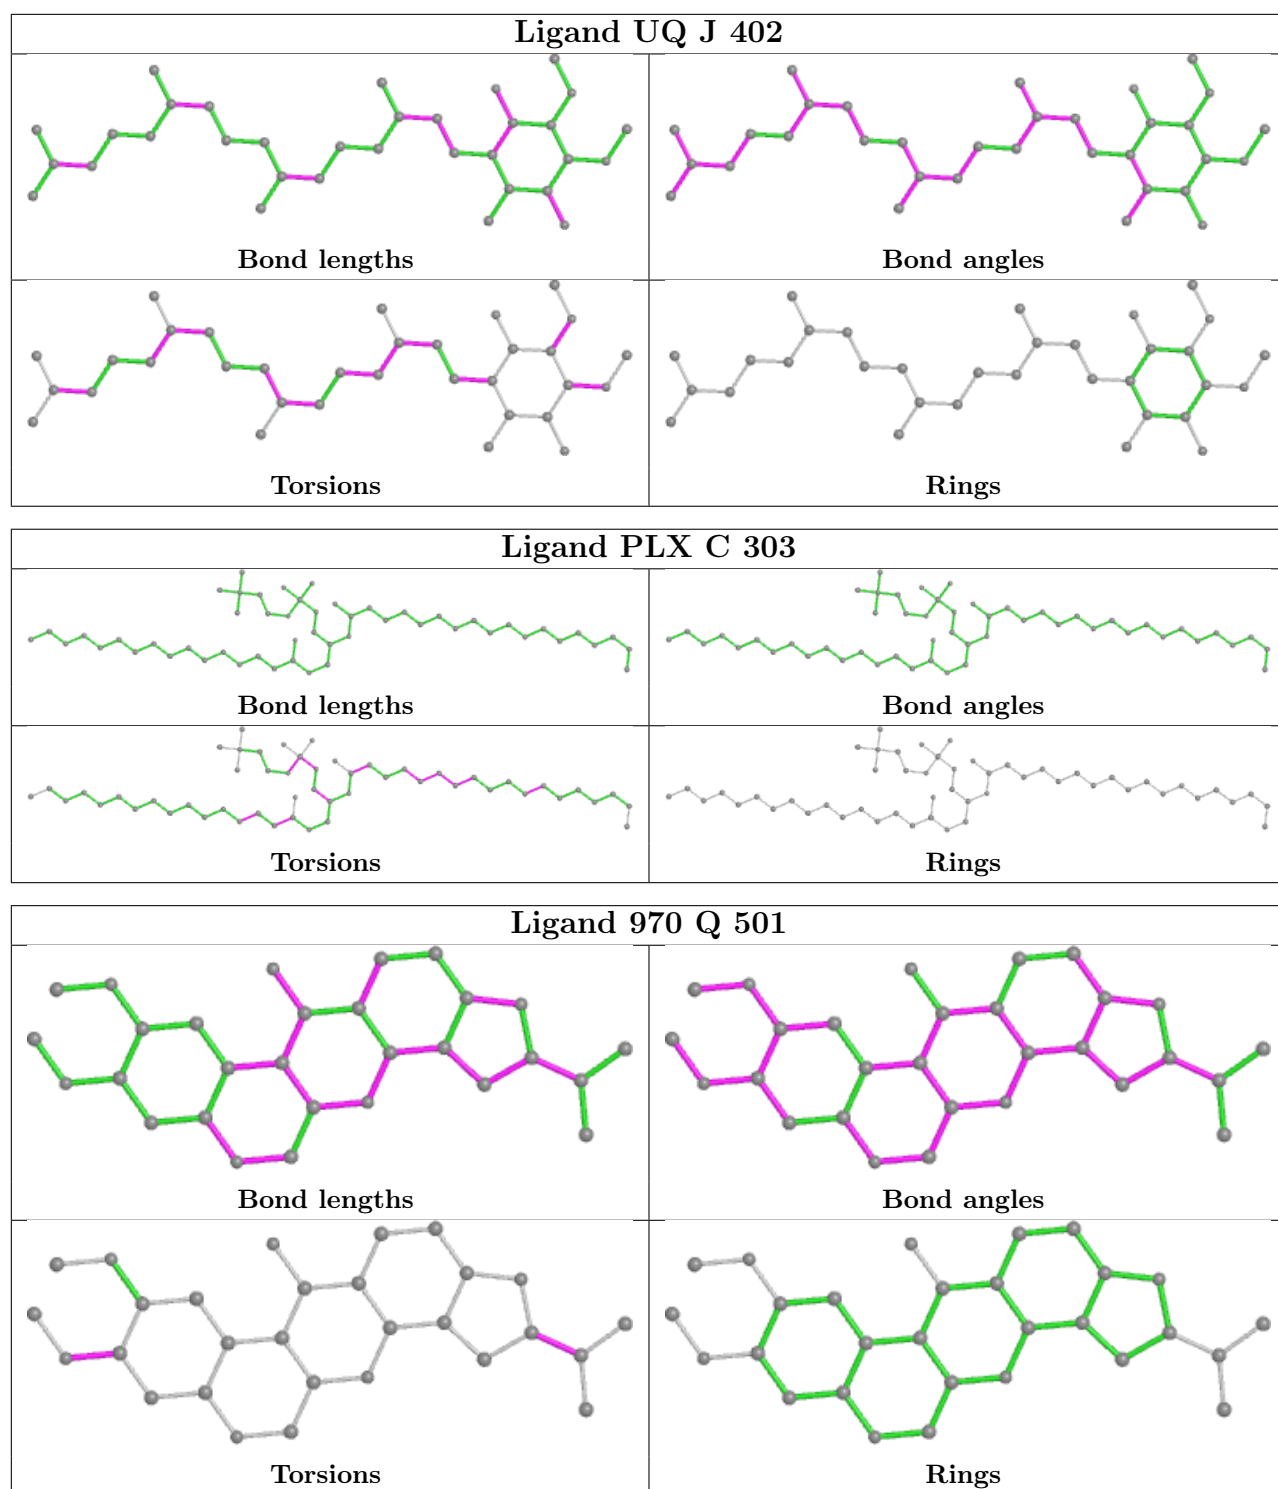 Ligand UQ J 402
Bond lengths
Bond angles
Torsions
Rings
Ligand PLX C 303
Bond lengths
Bond angles
Torsions
Rings
Ligand 970 Q 501
Bond lengths
Bond angles
Torsions
Rings